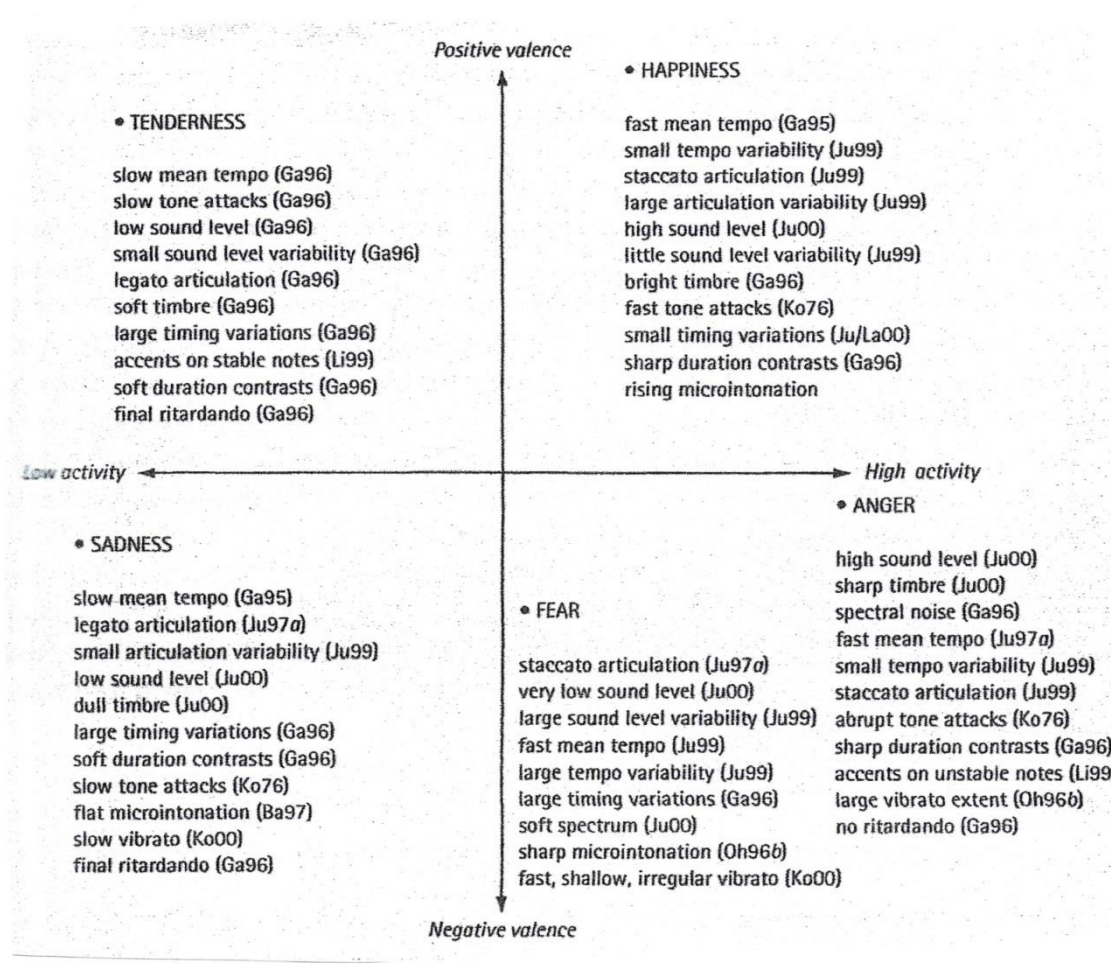 Positive valence
• TENDERNESS
slow mean tempo (Ga96)
slow tone attacks (Ga96)
low sound level (Ga96)
small sound level variability (Ga96)
legato articulation (Ga96)
soft timbre (Ga96)
large timing variations (Ga96)
accents on stable notes (Li99)
soft duration contrasts (Ga96)
final ritardando (Ga96)
• HAPPINESS
fast mean tempo (Ga95)
small tempo variability (Ju99)
staccato articulation (Ju99)
large articulation variability (Ju99)
high sound level (Ju00)
little sound level variability (Ju99)
bright timbre (Ga96)
fast tone attacks (Ko76)
small timing variations (Ju/La00)
sharp duration contrasts (Ga96)
rising microintonation
Low activity
High activity
• SADNESS
slow mean tempo (Ga95)
legato articulation (Ju97a)
small articulation variability (Ju99)
low sound level (Ju00)
dull timbre (Ju00)
large timing variations (Ga96)
soft duration contrasts (Ga96)
slow tone attacks (Ko76)
flat microintonation (Ba97)
slow vibrato (Ko00)
final ritardando (Ga96)
• FEAR
staccato articulation (Ju97a)
very low sound level (Ju00)
large sound level variability (Ju99)
fast mean tempo (Ju99)
large tempo variability (Ju99)
large timing variations (Ga96)
soft spectrum (Ju00)
sharp microintonation (Oh96b)
fast, shallow, irregular vibrato (Ko00)
• ANGER
high sound level (Ju00)
sharp timbre (Ju00)
spectral noise (Ga96)
fast mean tempo (Ju97a)
small tempo variability (Ju99)
staccato articulation (Ju99)
abrupt tone attacks (Ko76)
sharp duration contrasts (Ga96)
accents on unstable notes (Li99
large vibrato extent (Oh96b)
no ritardando (Ga96)
Negative valence